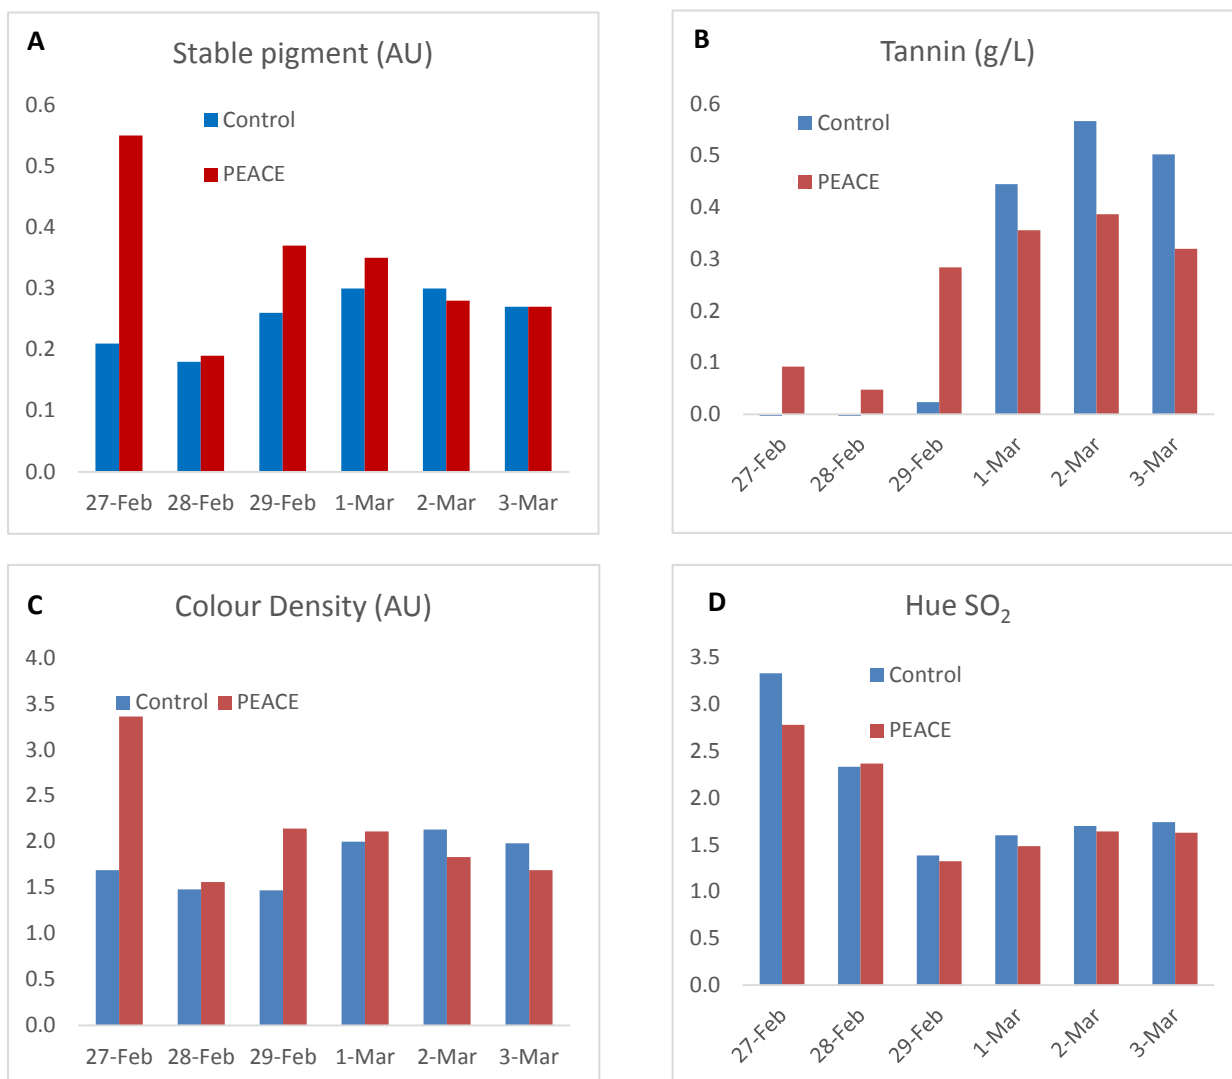 A
Stable pigment (AU)
0.6
0.5
0.4
0.3
0.2
0.1
0.0
Control
PEACE
27-Feb 28-Feb 29-Feb 1-Mar 2-Mar 3-Mar
B
Tannin (g/L)
0.6
0.5
0.4
0.3
0.2
0.1
0.0
Control
PEACE
27-Feb 28-Feb 29-Feb 1-Mar 2-Mar 3-Mar
C
Colour Density (AU)
4.0
3.5
3.0
2.5
2.0
1.5
1.0
0.5
0.0
Control PEACE
27-Feb 28-Feb 29-Feb 1-Mar 2-Mar 3-Mar
D
Hue SO₂
3.5
3.0
2.5
2.0
1.5
1.0
0.5
0.0
Control
PEACE
27-Feb 28-Feb 29-Feb 1-Mar 2-Mar 3-Mar